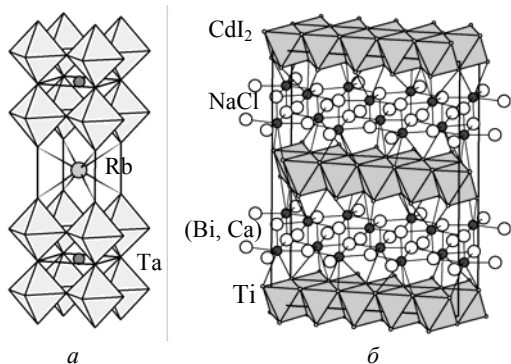 CdI₂
NaCl
Rb
(Bi, Ca)
Ta
Ti
а
б